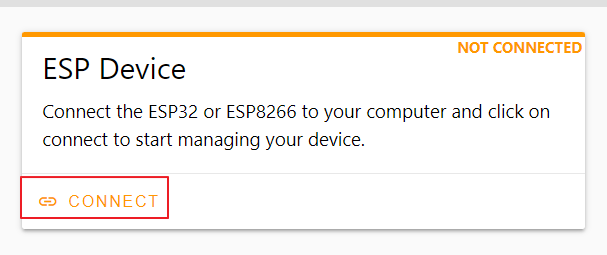 NOT CONNECTED
ESP Device
Connect the ESP32 or ESP8266 to your computer and click on
connect to start managing your device.
CONNECT